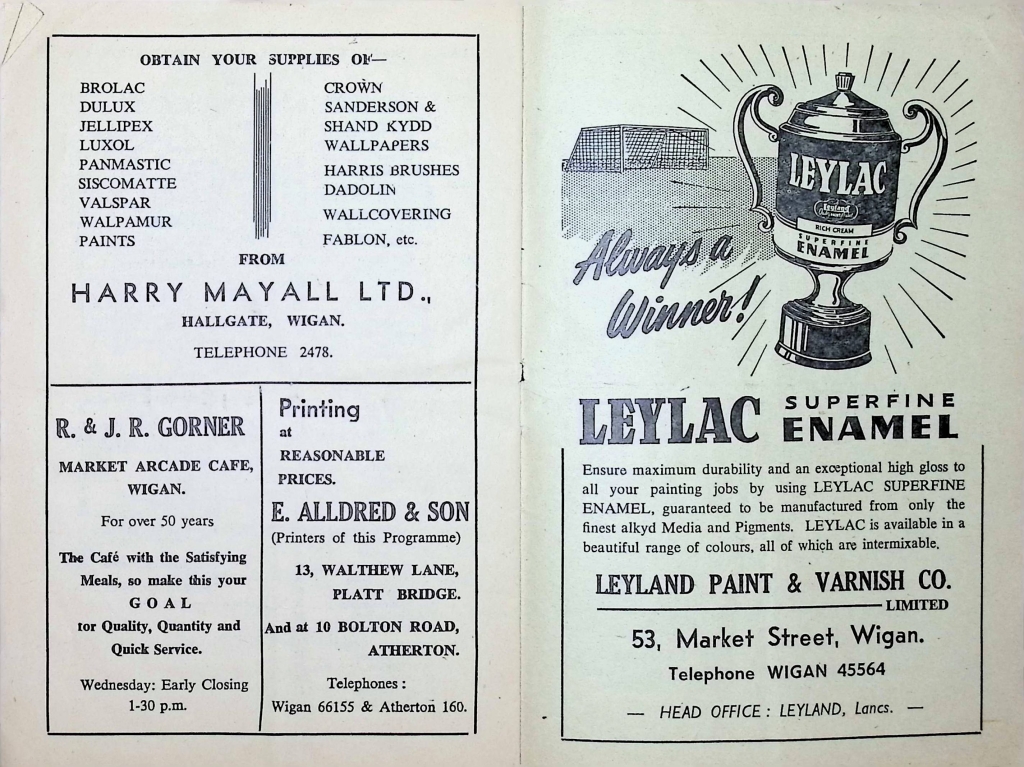 OBTAIN YOUR SUPPLIES OF—
BROLAC
DULUX
JELLIPEX
LUXOL
PANMASTIC
SISCOMATTE
VALSPAR
WALPAMUR
PAINTS
CROWN
SANDERSON &
SHAND KYDD
WALLPAPERS
HARRIS BRUSHES
DADOLIN
WALLCOVERING
FABLON, etc.
FROM
HARRY MAYALL LTD.,
HALLGATE, WIGAN.
TELEPHONE 2478.
R. & J. R. GORNER
MARKET ARCADE CAFE,
WIGAN.
For over 50 years
The Café with the Satisfying
Meals, so make this your
GOAL
tor Quality, Quantity and
Quick Service.
Wednesday: Early Closing
1-30 p.m.
Printing
at
REASONABLE
PRICES.
E. ALLDRED & SON
(Printers of this Programme)
13, WALTHEW LANE,
PLATT BRIDGE.
And at 10 BOLTON ROAD,
ATHERTON.
Telephones :
Wigan 66155 & Atherton 160.
LEYLAC
Leyland
RICH CREAM
SUPERFINE
ENAMEL
Always a
Winner!
LEYLAC SUPERFINE
ENAMEL
Ensure maximum durability and an exceptional high gloss to
all your painting jobs by using LEYLAC SUPERFINE
ENAMEL, guaranteed to be manufactured from only the
finest alkyd Media and Pigments. LEYLAC is available in a
beautiful range of colours, all of which are intermixable.
LEYLAND PAINT & VARNISH CO.
LIMITED
53, Market Street, Wigan.
Telephone WIGAN 45564
— HEAD OFFICE : LEYLAND, Lancs. —